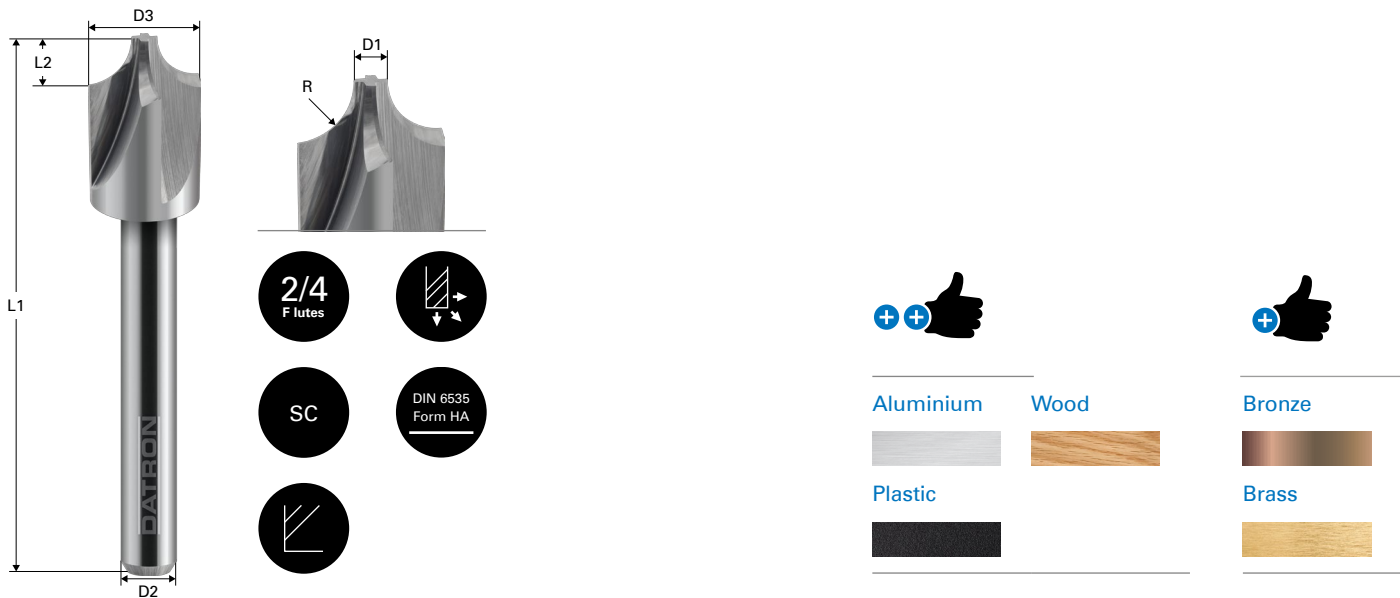 D3
L2
L1
DATRON
D2
D1
R
2/4
F lutes
SC
DIN 6535
Form HA
Aluminium
Wood
Plastic
Bronze
Brass